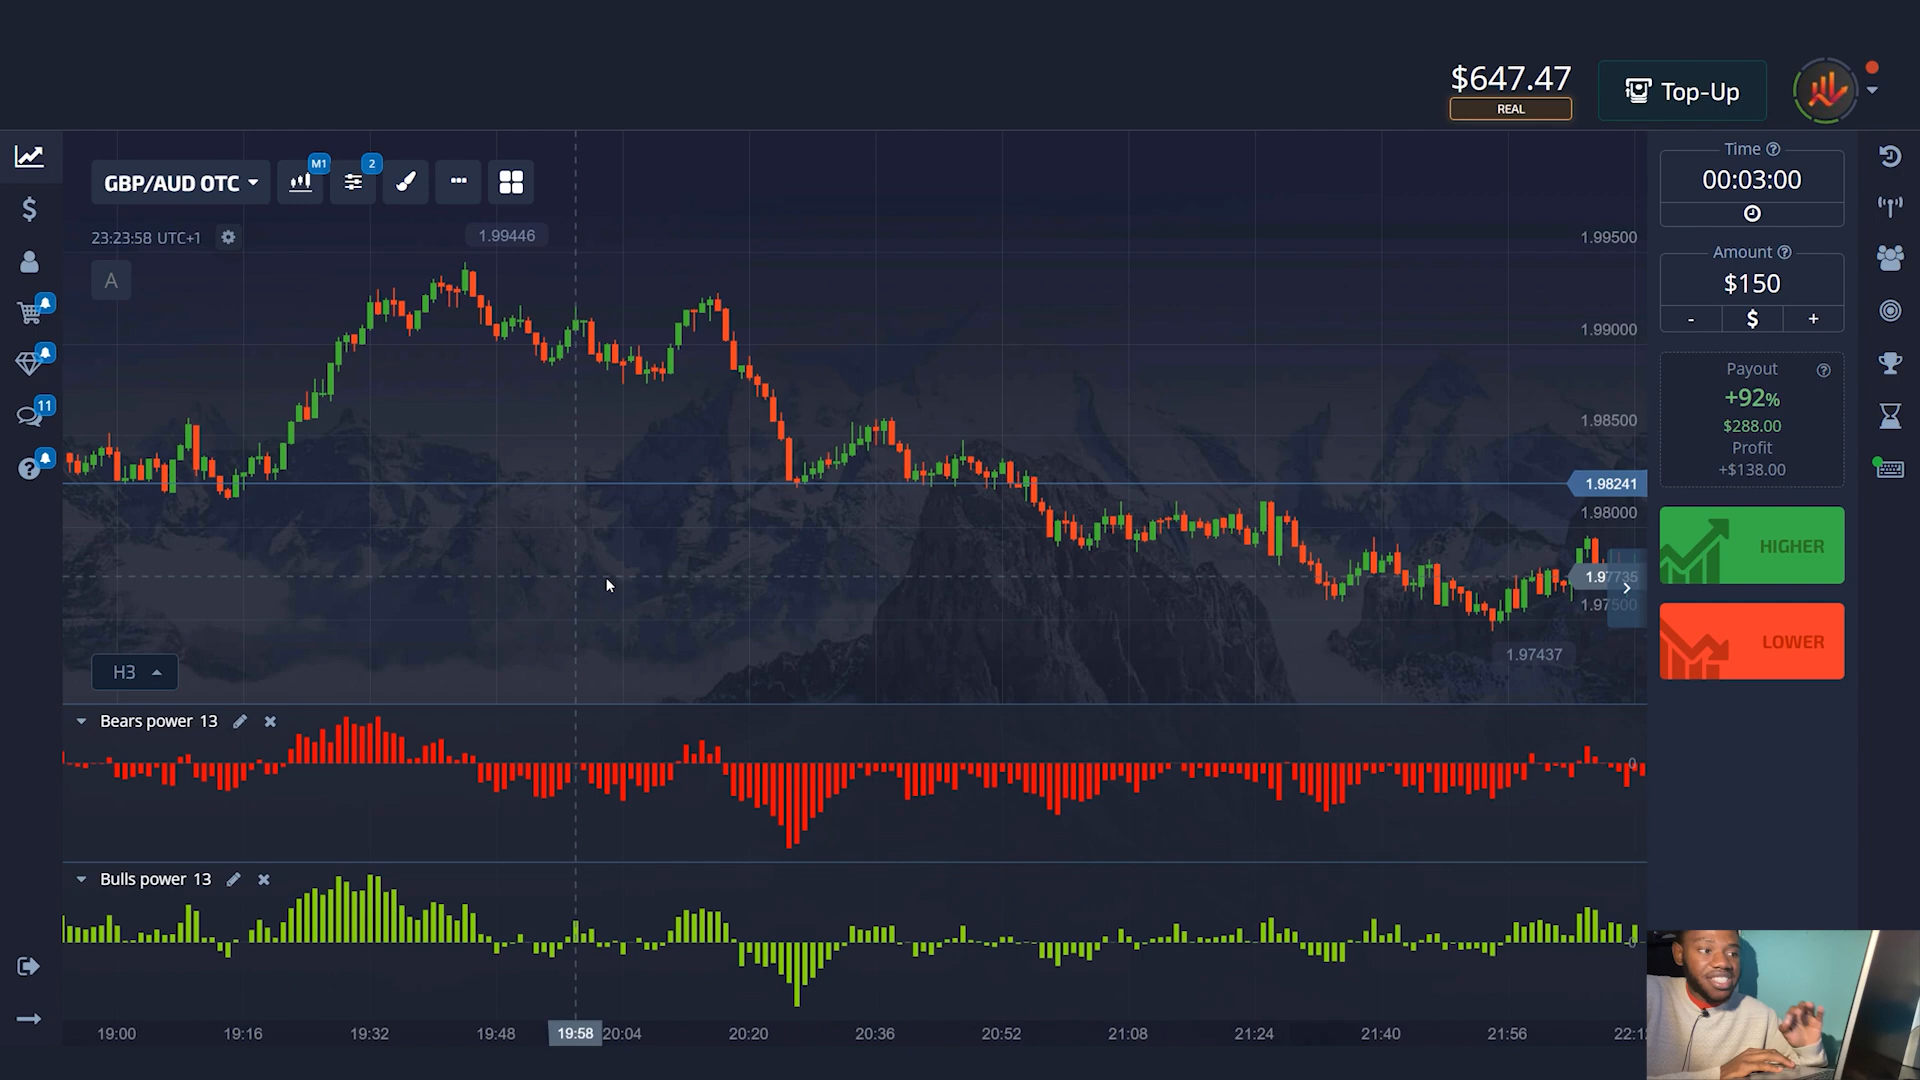 $647.47
REAL
Top-Up
GBP/AUD OTC
M1
2
23:23:58 UTC+1
A
1.99446
1.99500
1.99000
1.98500
1.98241
1.98000
1.97735
1.97500
1.97437
H3
Time
00:03:00
Amount
$150
- $ +
Payout
+92%
$288.00
Profit
+$138.00
HIGHER
LOWER
11
Bears power 13
0
Bulls power 13
0
19:00 19:16 19:32 19:48 19:58 20:04 20:20 20:36 20:52 21:08 21:24 21:40 21:56